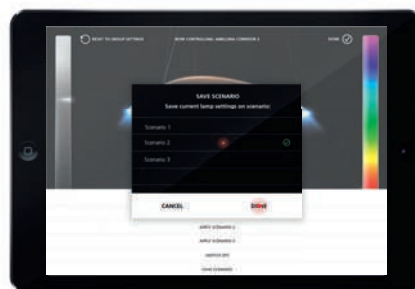 RESET TO GROUP SETTINGS
NOW CONTROLLING: AMELUNA CORRIDOR 2
DONE
SAVE SCENARIO
Save current lamp settings on scenario:
Scenario 1
Scenario 2
Scenario 3
CANCEL
DONE
APPLY SCENARIO 2
APPLY SCENARIO 3
SAVE SCENARIO